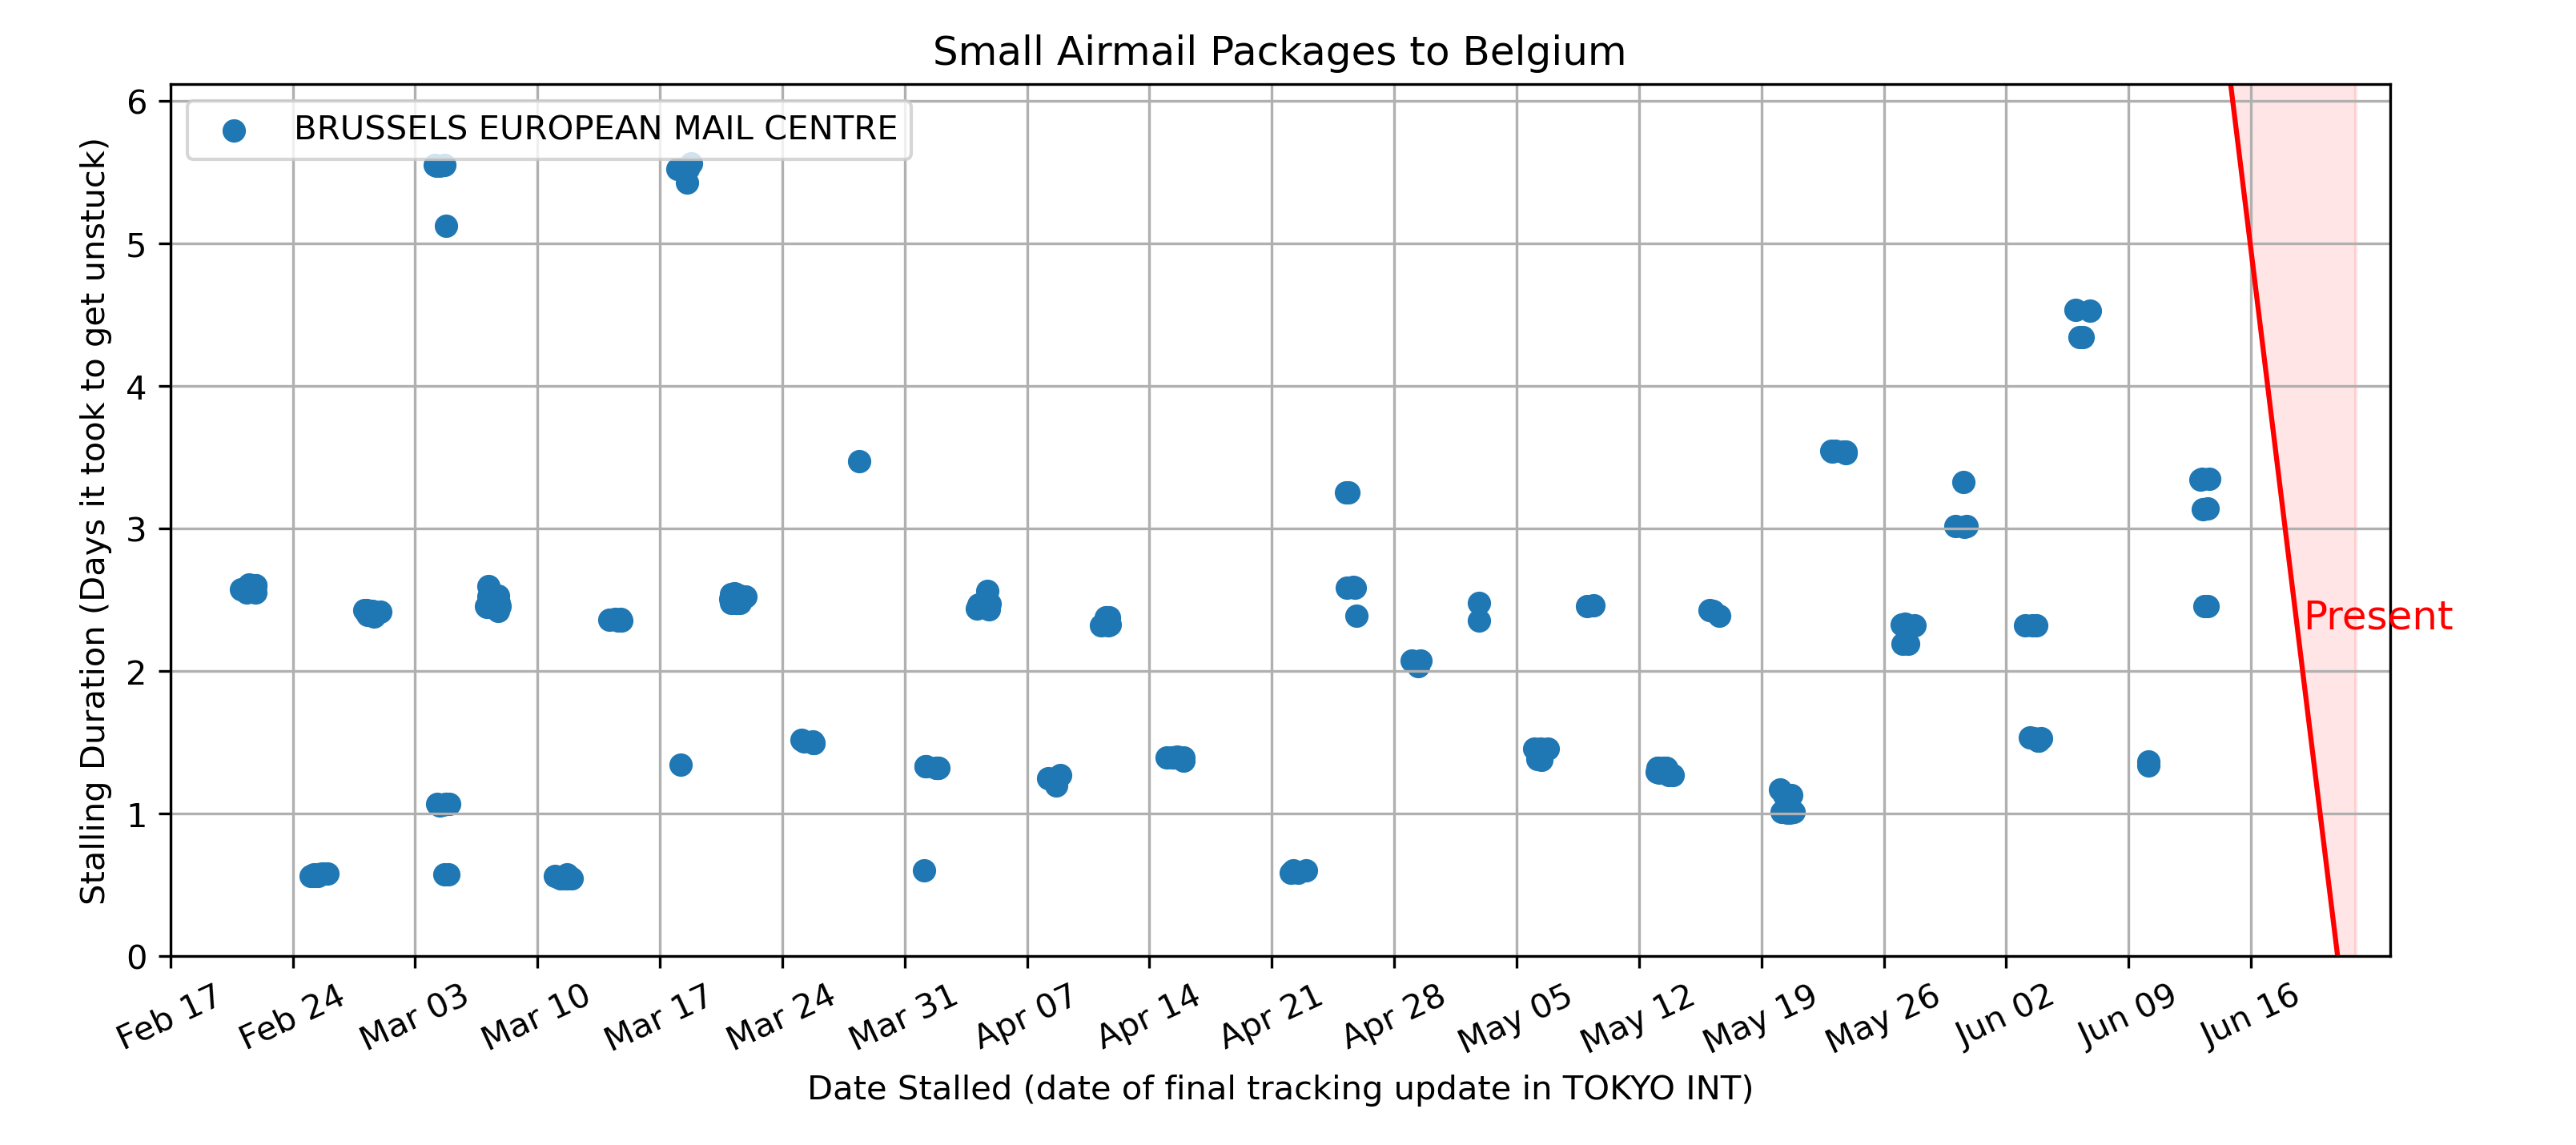 Small Airmail Packages to Belgium
BRUSSELS EUROPEAN MAIL CENTRE
Stalling Duration (Days it took to get unstuck)
6
5
4
3
2
1
0
Present
Feb 17
Feb 24
Mar 03
Mar 10
Mar 17
Mar 24
Mar 31
Apr 07
Apr 14
Apr 21
Apr 28
May 05
May 12
May 19
May 26
Jun 02
Jun 09
Jun 16
Date Stalled (date of final tracking update in TOKYO INT)